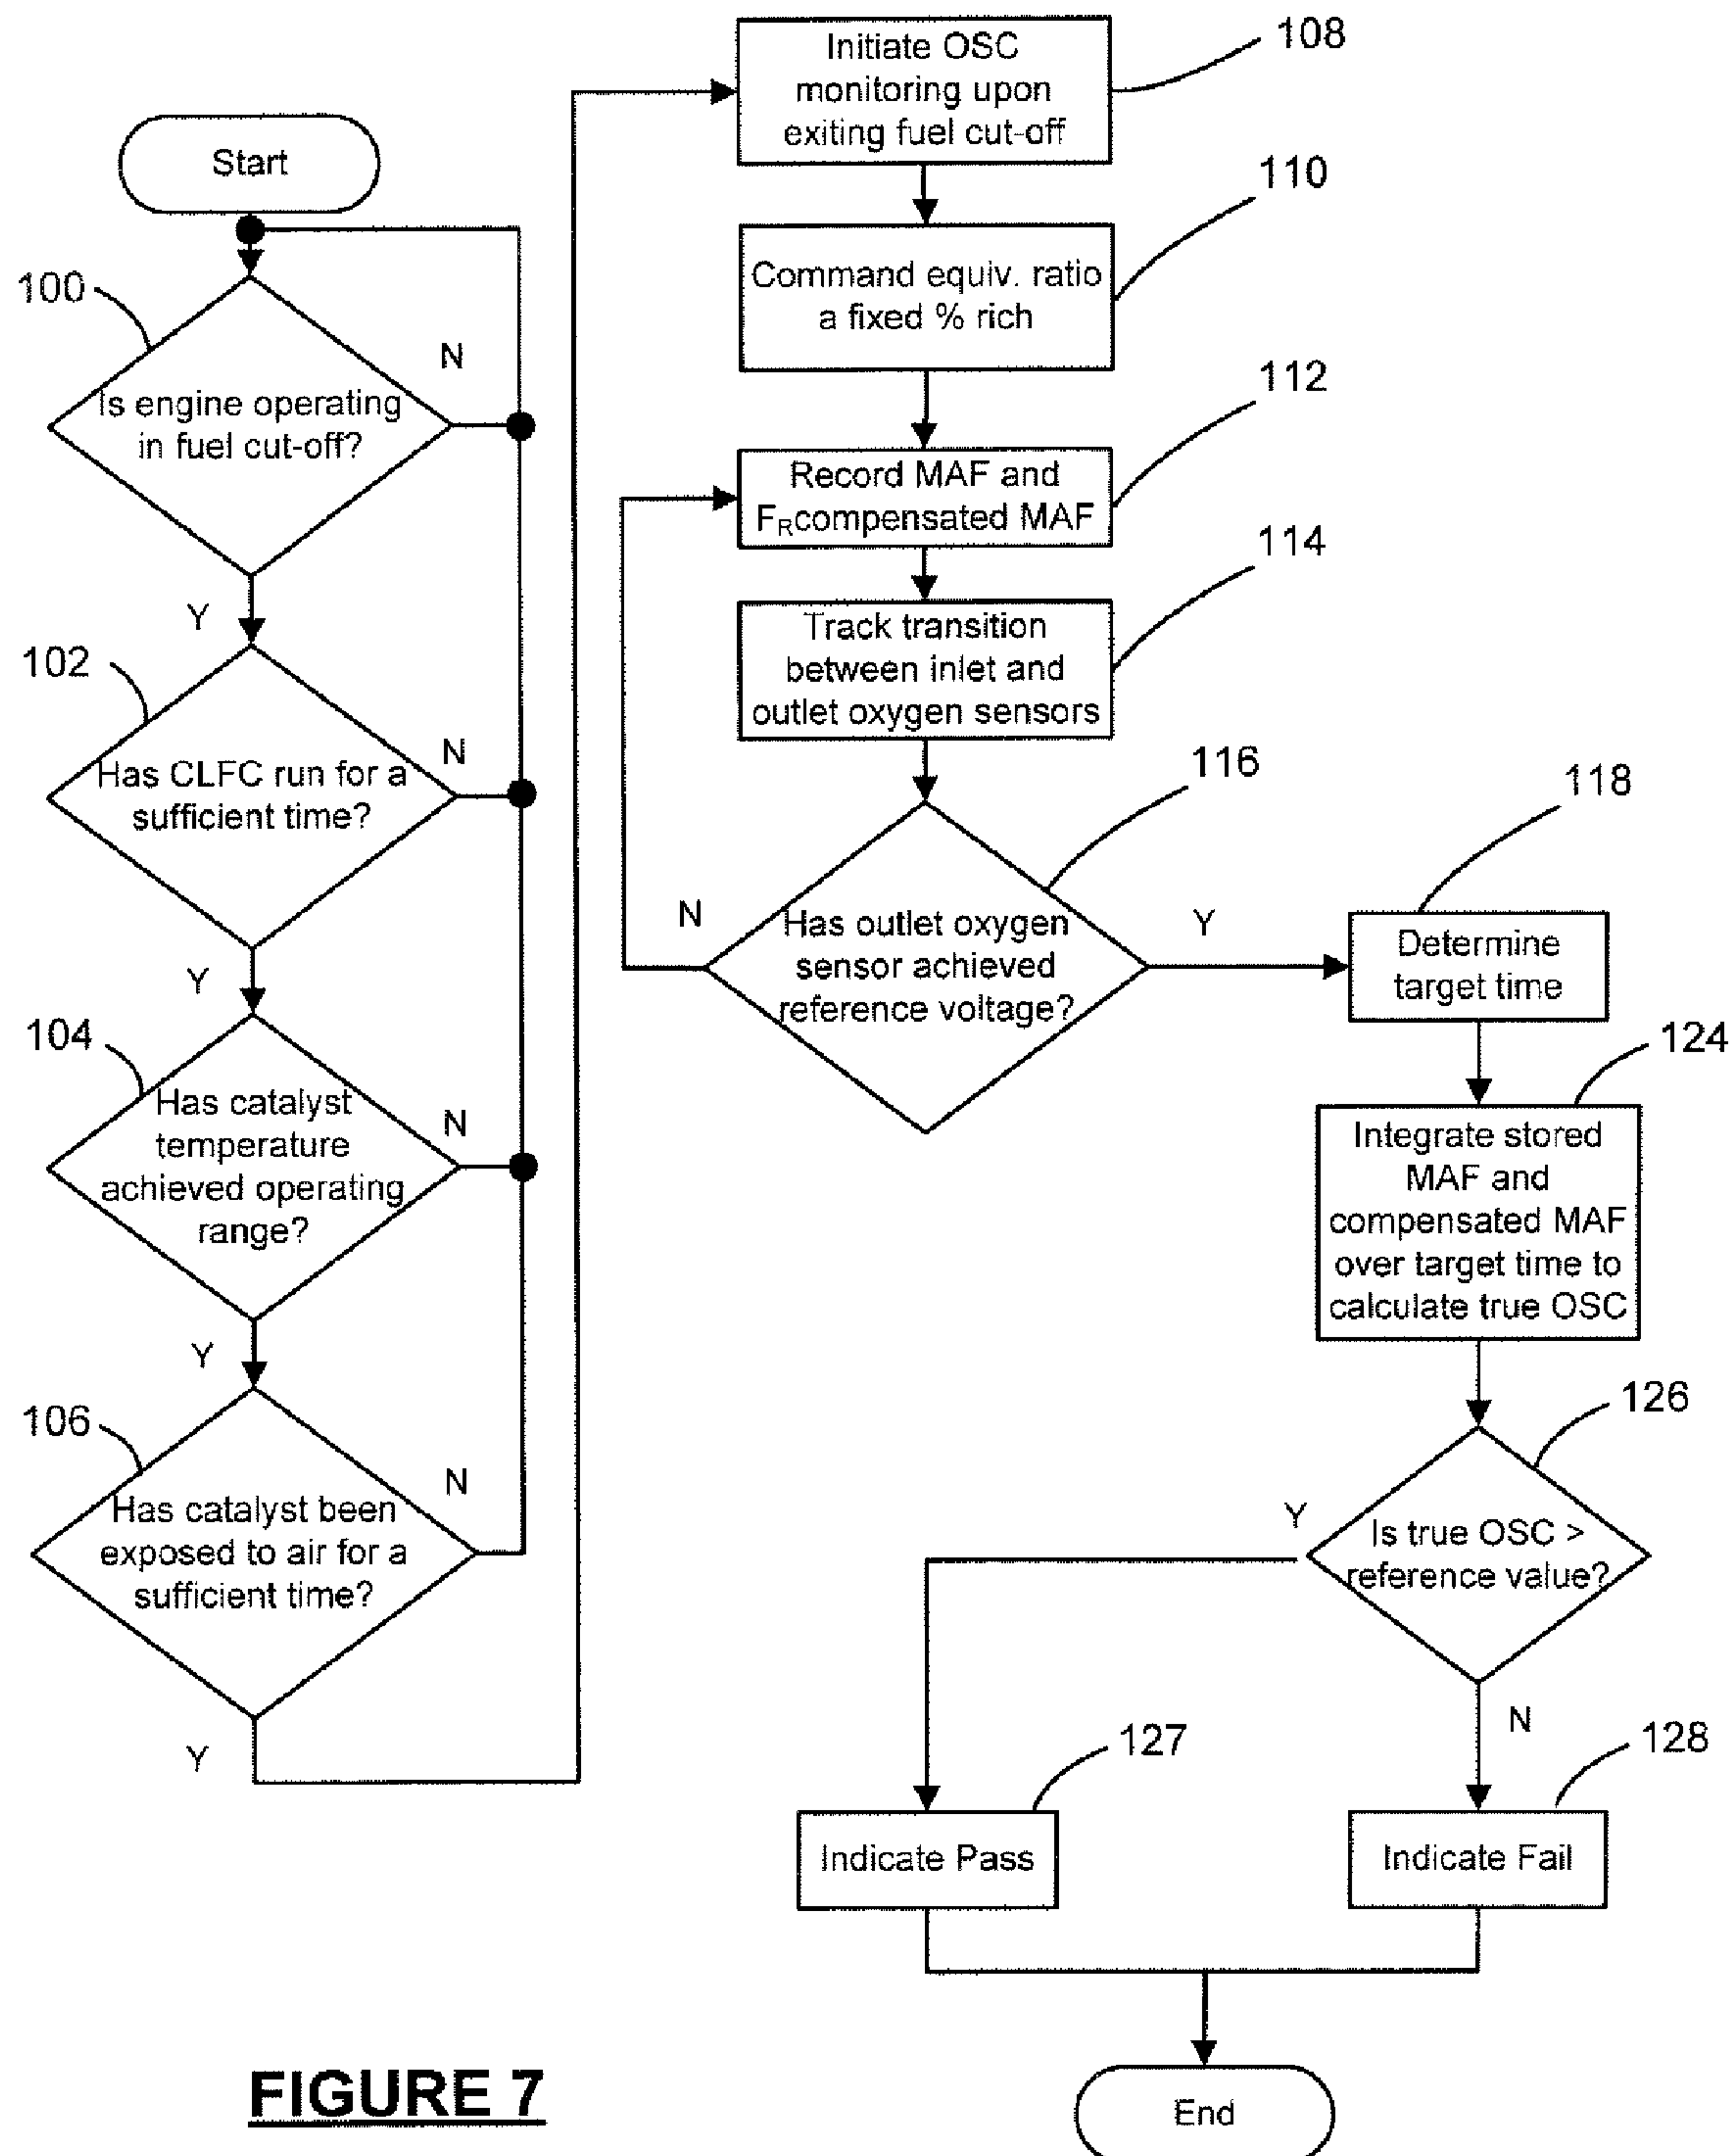 Start
100
Is engine operating
in fuel cut-off?
N
Y
102
Has CLFC run for a
sufficient time?
N
Y
104
Has catalyst
temperature
achieved operating
range?
N
Y
106
Has catalyst been
exposed to air for a
sufficient time?
N
Y
108
Initiate OSC
monitoring upon
exiting fuel cut-off
110
Command equiv. ratio
a fixed % rich
112
Record MAF and
FRcompensated MAF
114
Track transition
between inlet and
outlet oxygen sensors
116
Has outlet oxygen
sensor achieved
reference voltage?
N
Y
118
Determine
target time
124
Integrate stored
MAF and
compensated MAF
over target time to
calculate true OSC
126
Is true OSC >
reference value?
Y
N
127
Indicate Pass
128
Indicate Fail
End
FIGURE 7